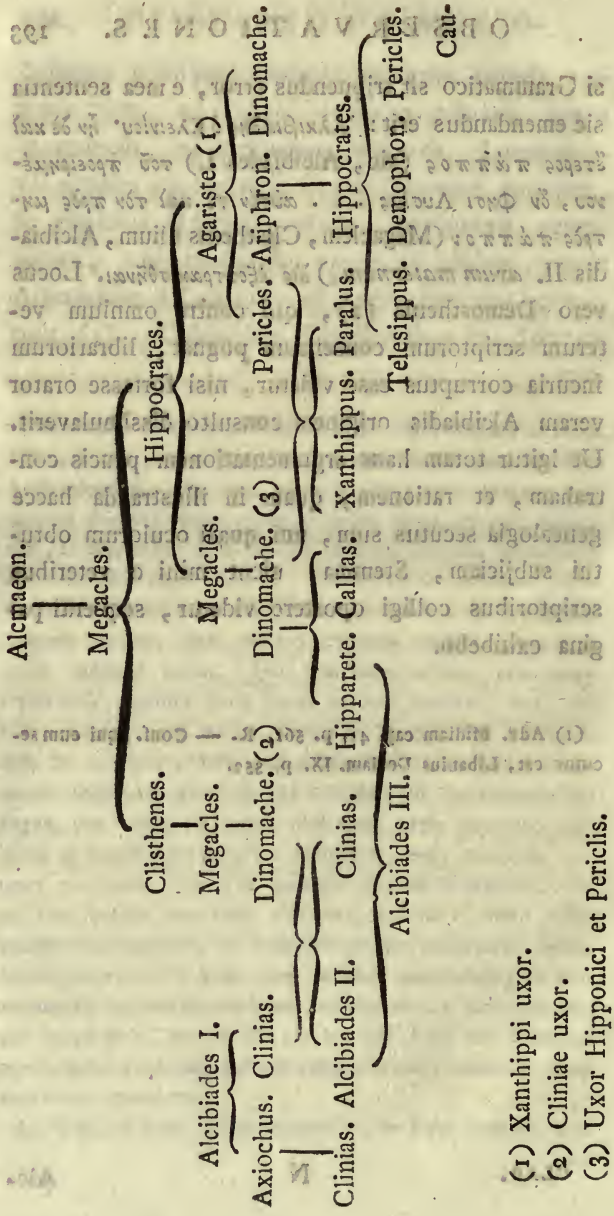 Alcmaeon.
Megacles.
Clisthenes. Hippocrates.
Alcibiades I. Megacles. Megacles. Agariste. (1)
Axiochus. Clinias. Dinomache. (2) Dinomache. (3) Pericles. Ariphron. Dinomache.
Clinias. Alcibiades II. Clinias. Hipparete. Callias. Xanthippus. Paralus. Hippocrates.
Alcibiades III. Telesippus. Demophon. Pericles.
(1) Xanthippi uxor.
(2) Cliniae uxor.
(3) Uxor Hipponici et Periclis.
Cau-